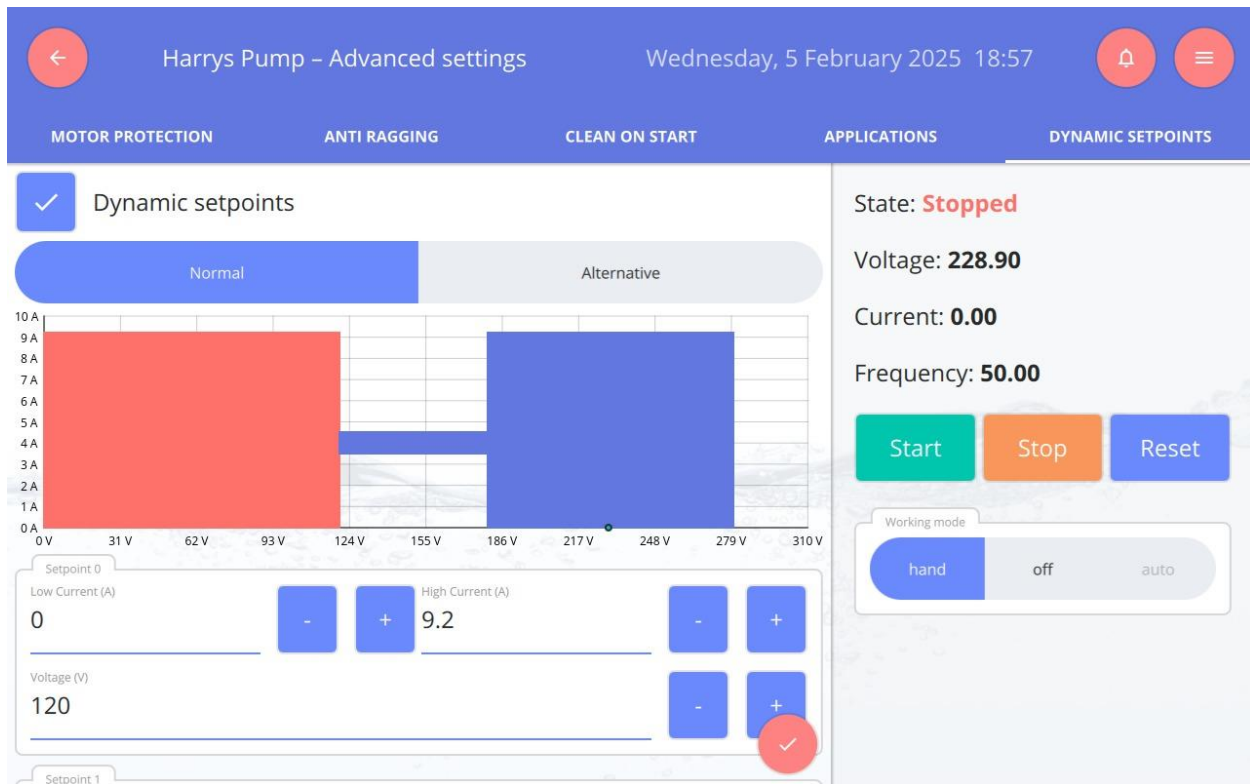 Harrys Pump – Advanced settings
Wednesday, 5 February 2025 18:57
MOTOR PROTECTION
ANTI RAGGING
CLEAN ON START
APPLICATIONS
DYNAMIC SETPOINTS
Dynamic setpoints
Normal
Alternative
10 A
9 A
8 A
7 A
6 A
5 A
4 A
3 A
2 A
1 A
0 A
0 V 31 V 62 V 93 V 124 V 155 V 186 V 217 V 248 V 279 V 310 V
Setpoint 0
Low Current (A)
0
- +
High Current (A)
9.2
- +
Voltage (V)
120
- +
Setpoint 1
State: Stopped
Voltage: 228.90
Current: 0.00
Frequency: 50.00
Start
Stop
Reset
Working mode
hand
off
auto